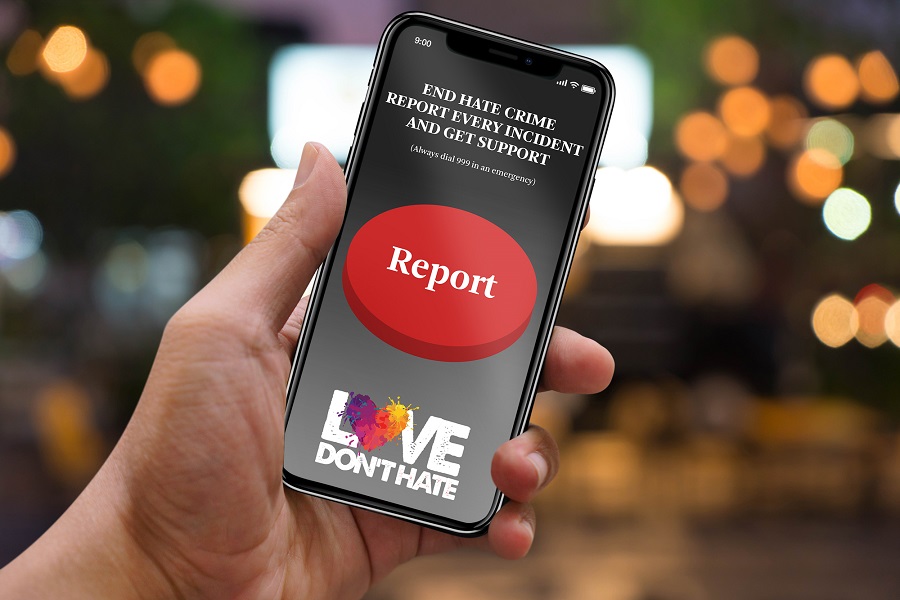 9:00
END HATE CRIME
REPORT EVERY INCIDENT
AND GET SUPPORT
(Always dial 999 in an emergency)
Report
LOVE
DON'T HATE